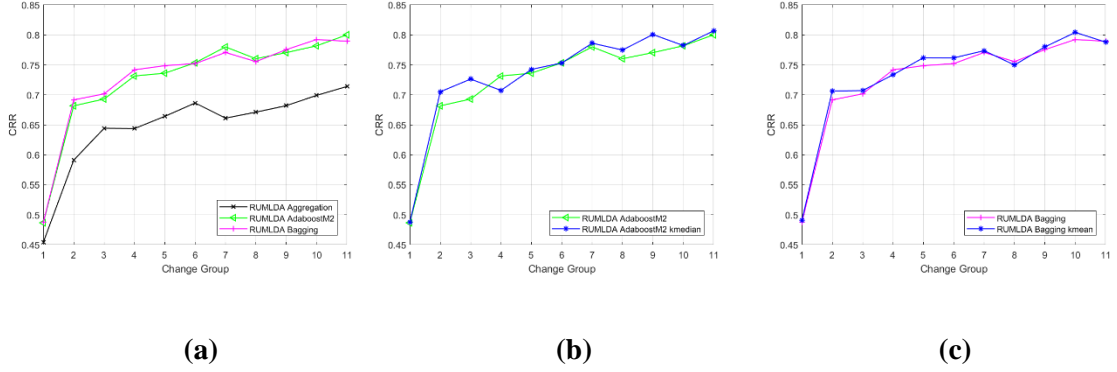 0.85
0.8
0.75
0.7
0.65
0.6
0.55
0.5
0.45
CRR
RUMLDA Aggregation
RUMLDA AdaboostM2
RUMLDA Bagging
1 2 3 4 5 6 7 8 9 10 11
Change Group
(a)
0.85
0.8
0.75
0.7
0.65
0.6
0.55
0.5
0.45
CRR
RUMLDA AdaboostM2
RUMLDA AdaboostM2 kmedian
1 2 3 4 5 6 7 8 9 10 11
Change Group
(b)
0.85
0.8
0.75
0.7
0.65
0.6
0.55
0.5
0.45
CRR
RUMLDA Bagging
RUMLDA Bagging kmean
1 2 3 4 5 6 7 8 9 10 11
Change Group
(c)